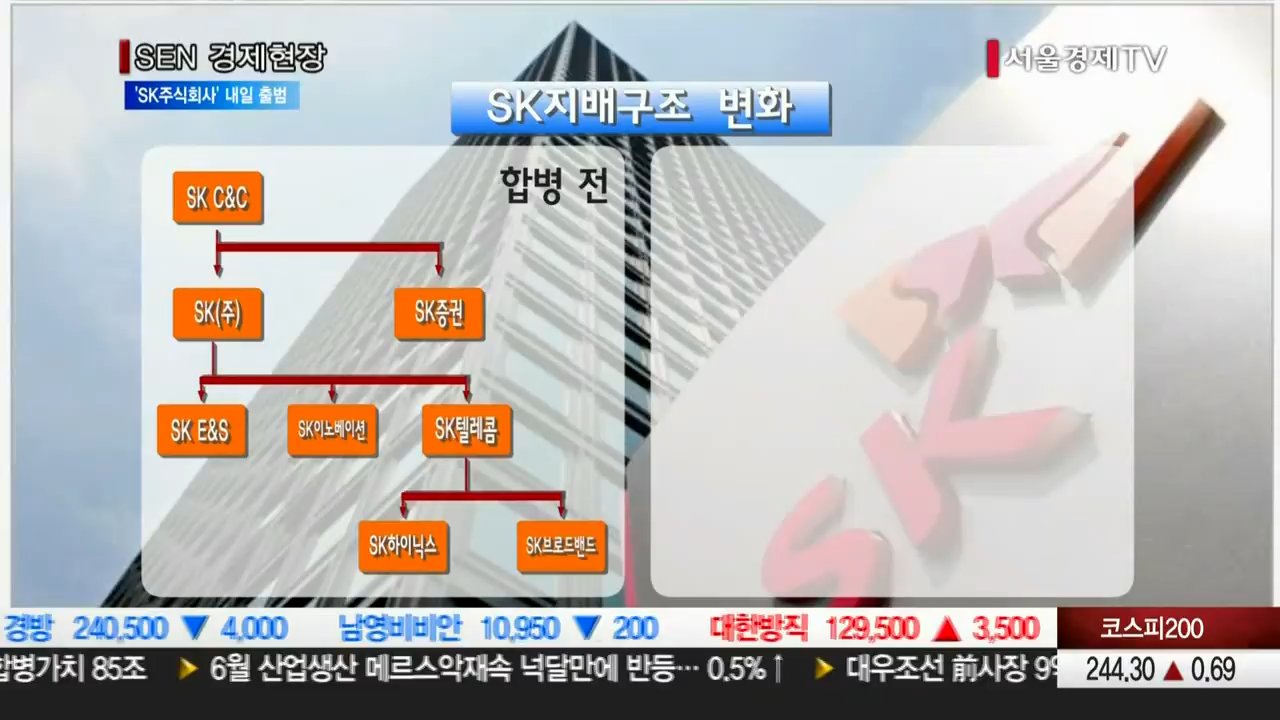 SEN 경제현장
서울경제TV
'SK주식회사' 내일 출범
SK지배구조 변화
합병 전
SK C&C
SK(주)
SK증권
SK E&S
SK이노베이션
SK텔레콤
SK하이닉스
SK브로드밴드
SK
경방 240,500 ▼ 4,000 남영비비안 10,950 ▼ 200 대한방직 129,500 ▲ 3,500
코스피200
합병가치 85조 ▶ 6월 산업생산 메르스악재속 넉달만에 반등… 0.5%↑ ▶ 대우조선 前사장 9%
244.30 ▲ 0.69